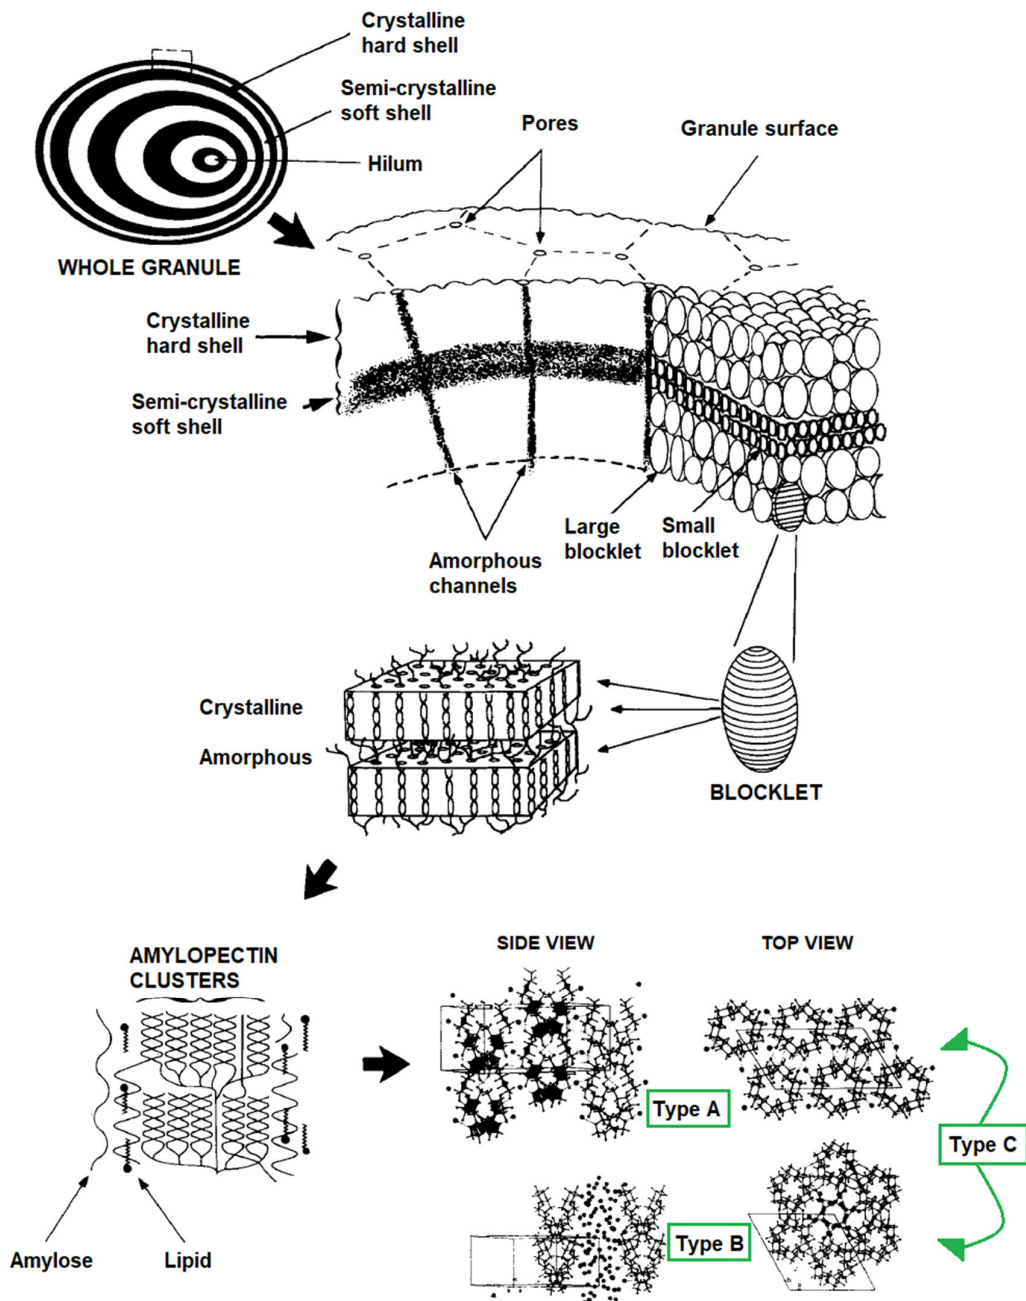 Crystalline
hard shell
Semi-crystalline
soft shell
Hilum
Pores
Granule surface
WHOLE GRANULE
Crystalline
hard shell
Semi-crystalline
soft shell
Amorphous
channels
Large
blocklet
Small
blocklet
Crystalline
Amorphous
BLOCKLET
AMYLOPECTIN
CLUSTERS
SIDE VIEW
TOP VIEW
Type A
Type C
Type B
Amylose
Lipid